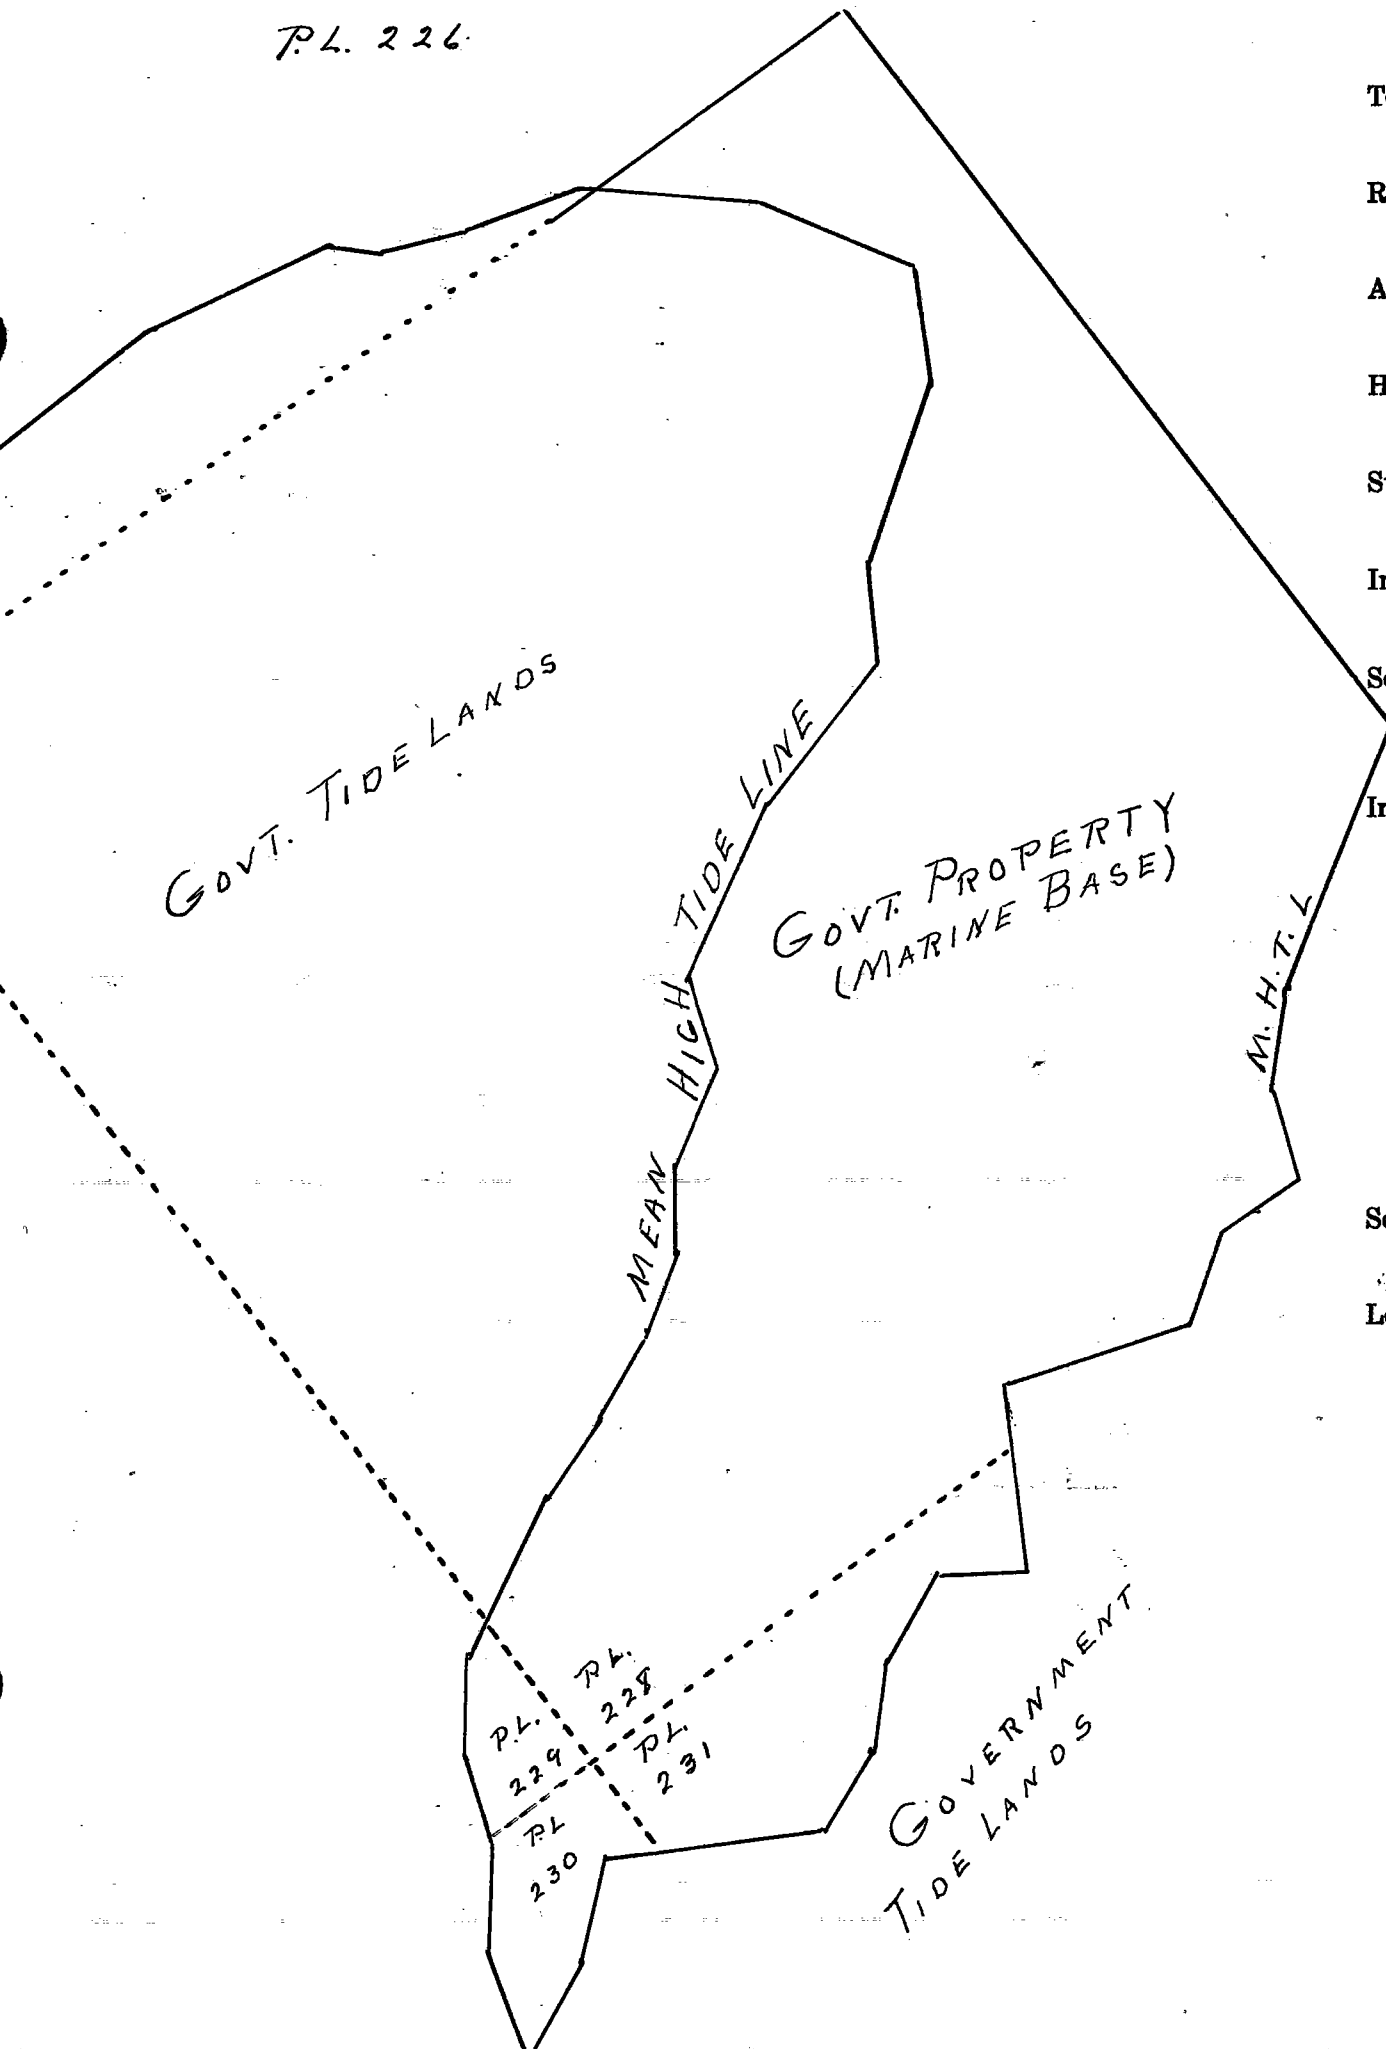 P.L. 226
GOVT. TIDE LANDS
MEAN HIGH TIDE LINE
GOVT. PROPERTY
(MARINE BASE)
M. H. T. L
P.L.
228
P.L.
229
P.L.
231
P.L
230
GOVERNMENT
TIDE LANDS
R
A
H